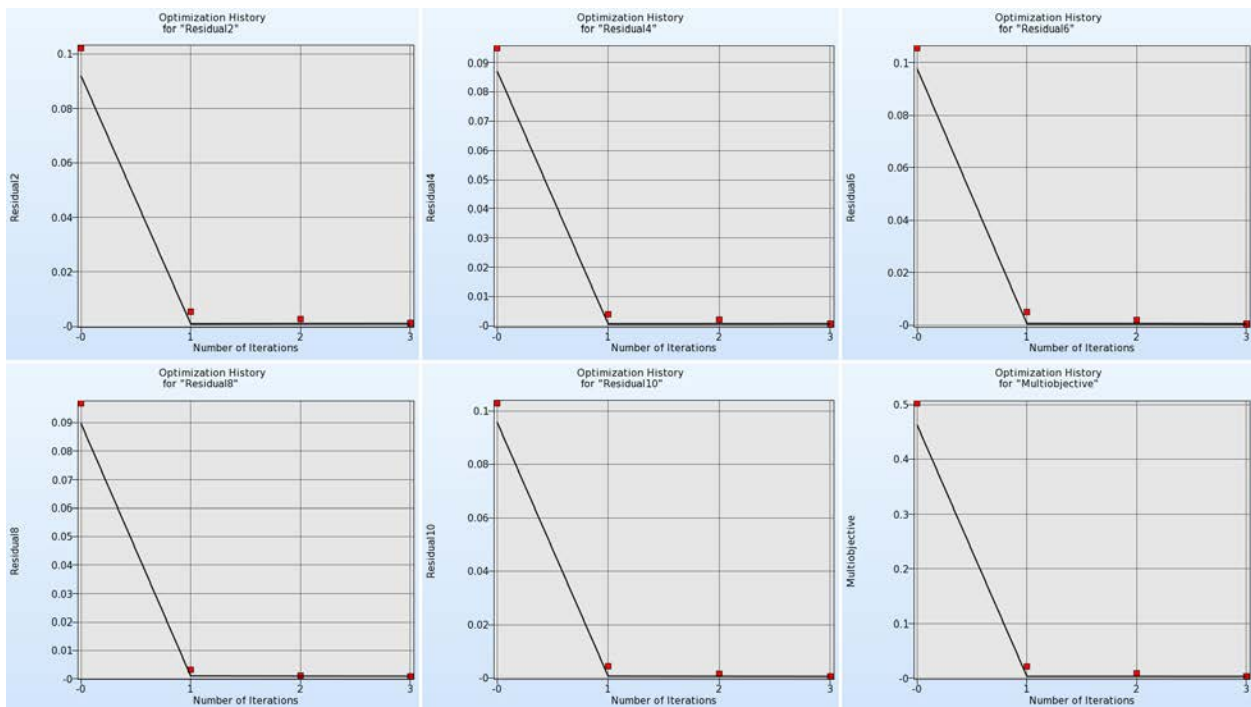 Optimization History
for "Residual2"
Residual2
0.1
0.08
0.06
0.04
0.02
-0
-0 1 2 3
Number of Iterations
Optimization History
for "Residual4"
Residual4
0.09
0.08
0.07
0.06
0.05
0.04
0.03
0.02
0.01
-0
-0 1 2 3
Number of Iterations
Optimization History
for "Residual6"
Residual6
0.1
0.08
0.06
0.04
0.02
-0
-0 1 2 3
Number of Iterations
Optimization History
for "Residual8"
Residual8
0.09
0.08
0.07
0.06
0.05
0.04
0.03
0.02
0.01
-0
-0 1 2 3
Number of Iterations
Optimization History
for "Residual10"
Residual10
0.1
0.08
0.06
0.04
0.02
-0
-0 1 2 3
Number of Iterations
Optimization History
for "Multiobjective"
Multiobjective
0.5
0.4
0.3
0.2
0.1
-0
-0 1 2 3
Number of Iterations